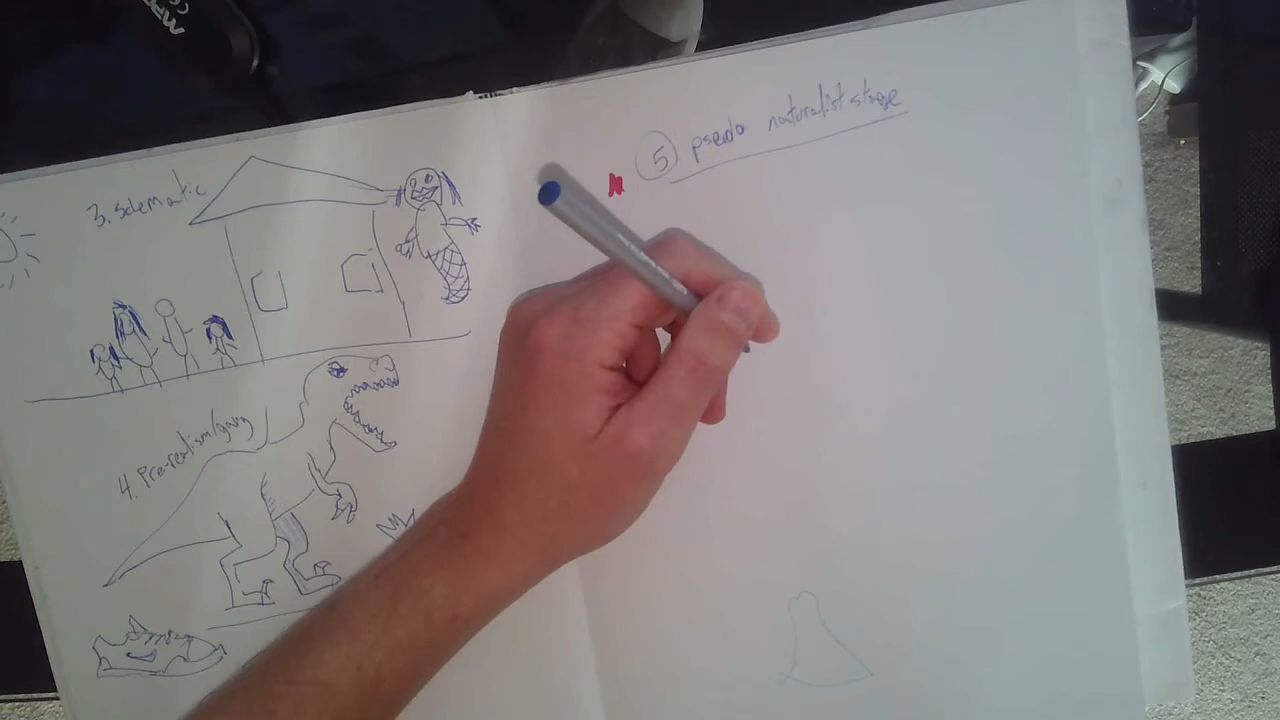 3. Schematic
4. Pre-realism/gang
5 pseudo naturalist stage